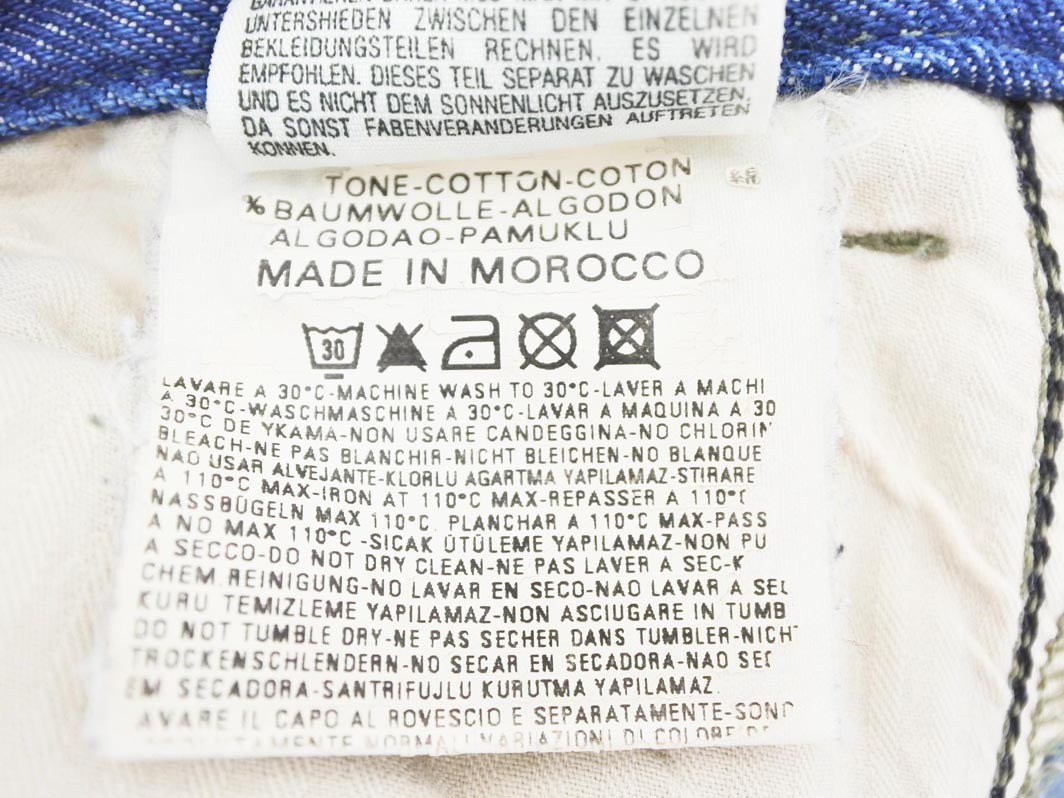 UNTERSHIEDEN ZWISCHEN DEN EINZELNEN
BEKLEIDUNGSTEILEN RECHNEN. ES WIRD
EMPFOHLEN. DIESES TEIL SEPARAT ZU WASCHEN
UND ES NICHT DEM SONNENLICHT AUSZUSETZEN,
DA SONST FABENVERANDERUNGEN AUFTRETEN
KONNEN.
TONE-COTTON-COTON
% BAUMWOLLE-ALGODON
ALGODAO-PAMUKLU
MADE IN MOROCCO
30
LAVARE A 30°C-MACHINE WASH TO 30°C-LAVER A MACHI
A 30°C-WASCHMASCHINE A 30°C-LAVAR A MAQUINA A 30
30°C DE YKAMA-NON USARE CANDEGGINA-NO CHLORIN
BLEACH-NE PAS BLANCHIR-NICHT BLEICHEN-NO BLANQUE
NAO USAR ALVEJANTE-KLORLU AGARTMA YAPILAMAZ-STIRARE
A 110°C MAX-IRON AT 110°C MAX-REPASSER A 110°C
NASSBÜGELN MAX 110°C. PLANCHAR A 110°C MAX-PASS
A NO MAX 110°C -SICAK ÜTÜLEME YAPILAMAZ-NON PU
A SECCO-DO NOT DRY CLEAN-NE PAS LAVER A SEC-K
CHEM.REINIGUNG-NO LAVAR EN SECO-NAO LAVAR A SEC
KURU TEMIZLEME YAPILAMAZ-NON ASCIUGARE IN TUMB
DO NOT TUMBLE DRY-NE PAS SECHER DANS TUMBLER-NICHT
TROCKENSCHLENDERN-NO SECAR EN SECADORA-NAO SEC
EM SECADORA-SANTRIFUJLU KURUTMA YAPILAMAZ.
AVARE IL CAPO AL ROVESCIO E SEPARATAMENTE-SONO
NORMALI VARIAZIONI DI COLORE